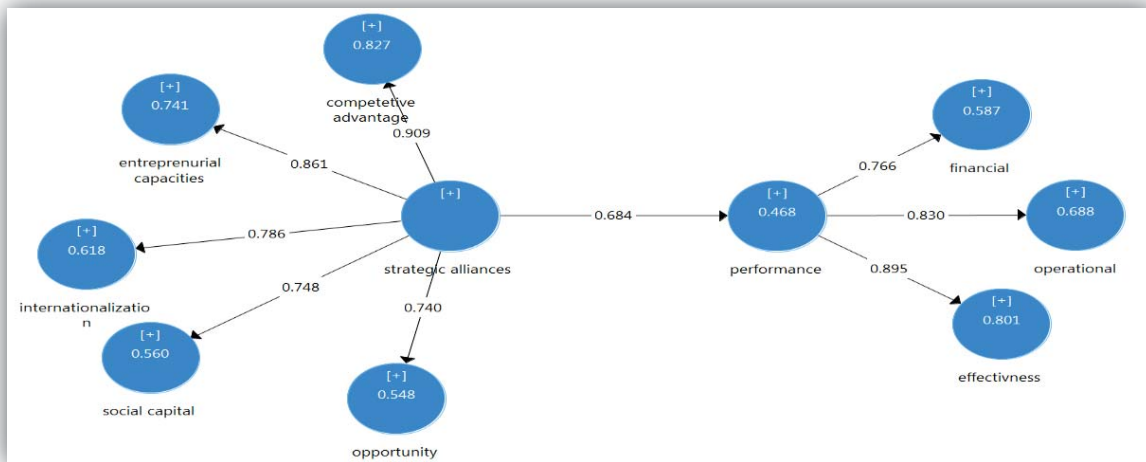 [+]
0.827
competetive
advantage
0.909
[+]
0.741
entreprenurial
capacities
0.861
[+]
0.618
internationalizatio
n
0.786
[+]
0.560
social capital
0.748
[+]
0.548
opportunity
0.740
[+]
strategic alliances
0.684
[+]
0.468
performance
0.766
[+]
0.587
financial
0.830
[+]
0.688
operational
0.895
[+]
0.801
effectivness